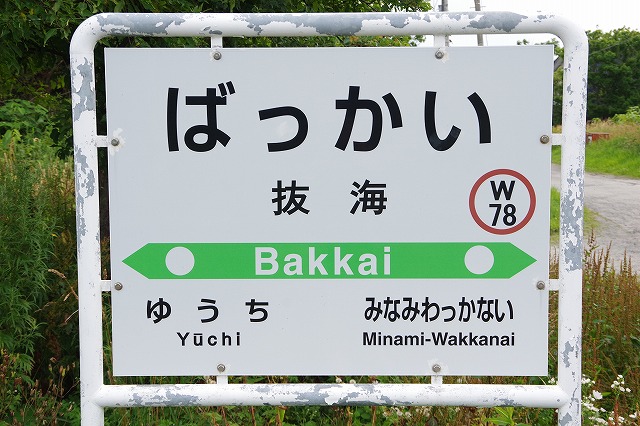 ばっかい
抜海
W
78
Bakkai
ゆうち
みなみわっかない
Yūchi
Minami-Wakkanai